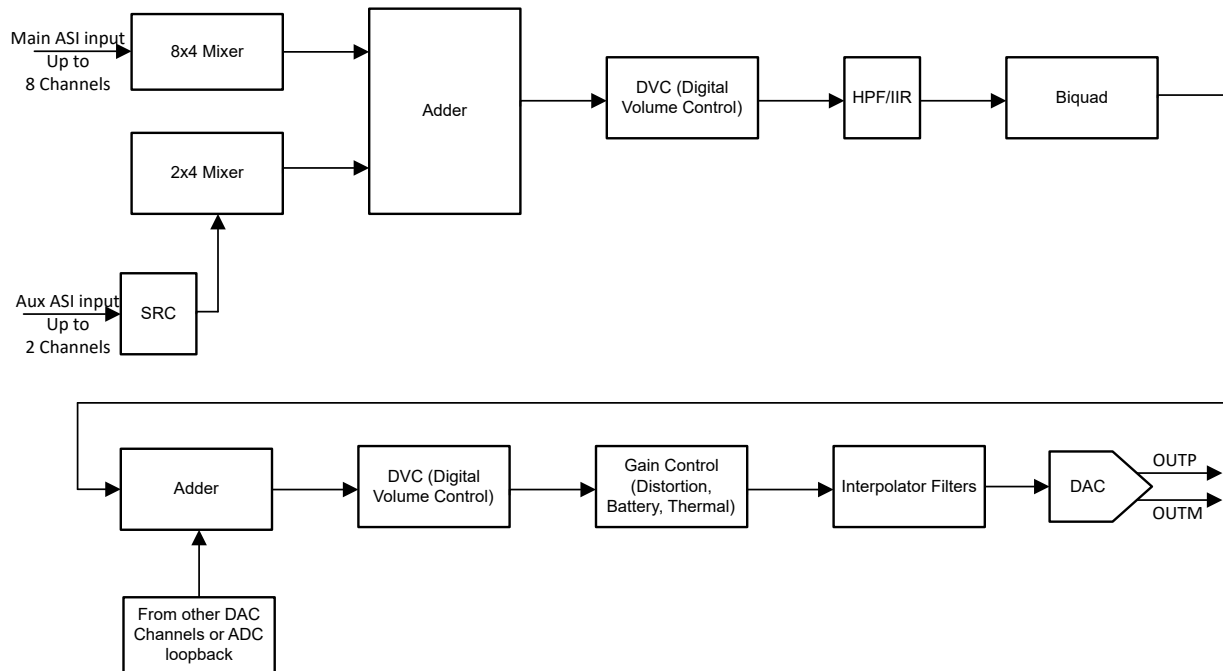 Main ASI input
Up to
8 Channels
8x4 Mixer
2x4 Mixer
Aux ASI input
Up to
2 Channels
SRC
Adder
DVC (Digital
Volume Control)
HPF/IIR
Biquad
Adder
From other DAC
Channels or ADC
loopback
DVC (Digital
Volume Control)
Gain Control
(Distortion,
Battery, Thermal)
Interpolator Filters
DAC
OUTP
OUTM